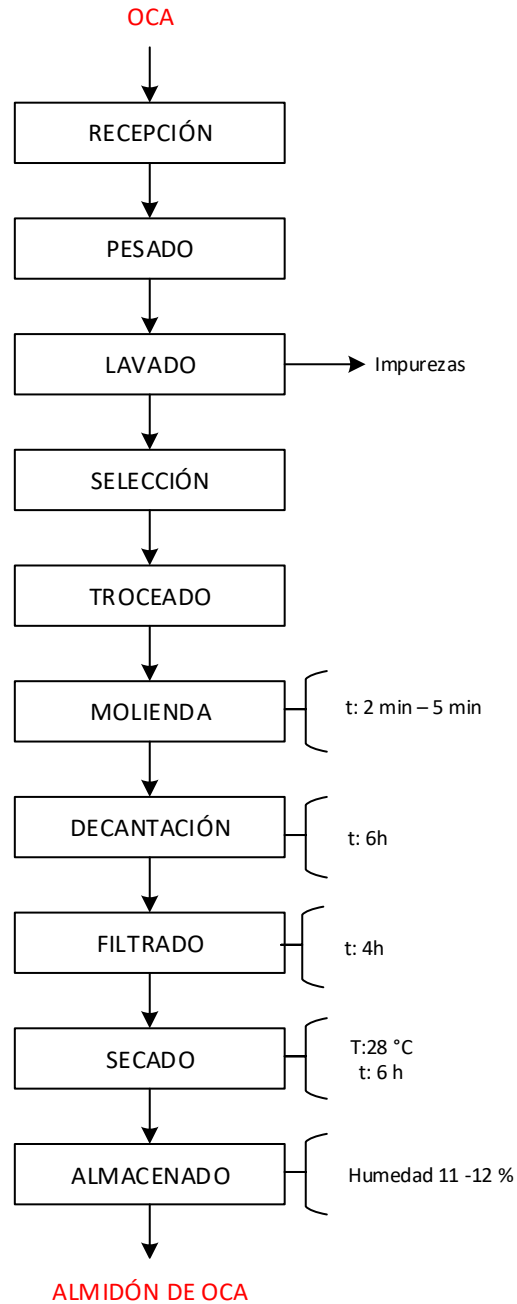 OCA
RECEPCIÓN
PESADO
LAVADO
Impurezas
SELECCIÓN
TROCEADO
MOLIENDA
t: 2 min – 5 min
DECANTACIÓN
t: 6h
FILTRADO
t: 4h
SECADO
T:28 °C
t: 6 h
ALMACENADO
Humedad 11 -12 %
ALMIDÓN DE OCA